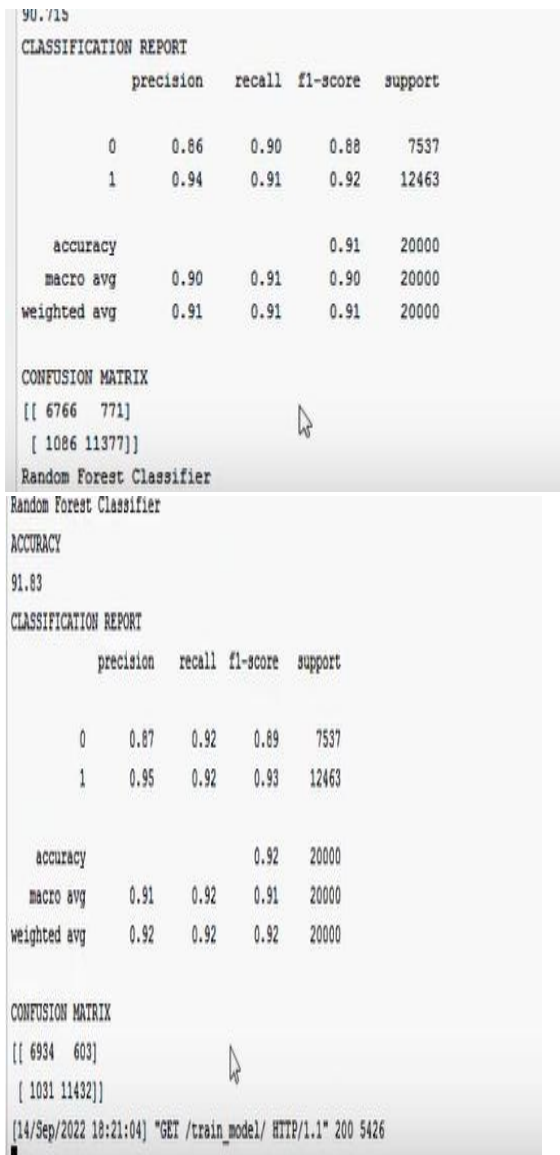 90.715
CLASSIFICATION REPORT
precision recall f1-score support
0 0.86 0.90 0.88 7537
1 0.94 0.91 0.92 12463
accuracy 0.91 20000
macro avg 0.90 0.91 0.90 20000
weighted avg 0.91 0.91 0.91 20000
CONFUSION MATRIX
[[ 6766 771]
[ 1086 11377]]
Random Forest Classifier
Random Forest Classifier
ACCURACY
91.83
CLASSIFICATION REPORT
precision recall f1-score support
0 0.87 0.92 0.89 7537
1 0.95 0.92 0.93 12463
accuracy 0.92 20000
macro avg 0.91 0.92 0.91 20000
weighted avg 0.92 0.92 0.92 20000
CONFUSION MATRIX
[[ 6934 603]
[ 1031 11432]]
[14/Sep/2022 18:21:04] "GET /train_model/ HTTP/1.1" 200 5426